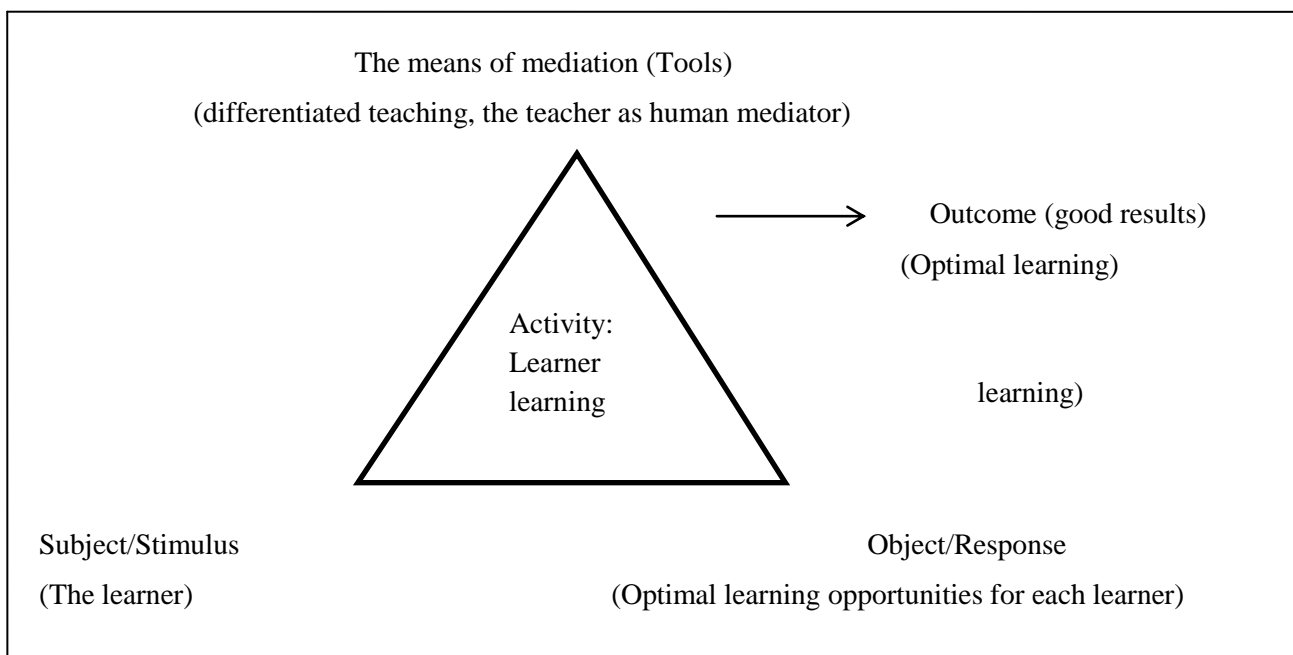 The means of mediation (Tools)
(differentiated teaching, the teacher as human mediator)
Outcome (good results)
(Optimal learning)
Activity:
Learner
learning
learning)
Subject/Stimulus
Object/Response
(The learner)
(Optimal learning opportunities for each learner)